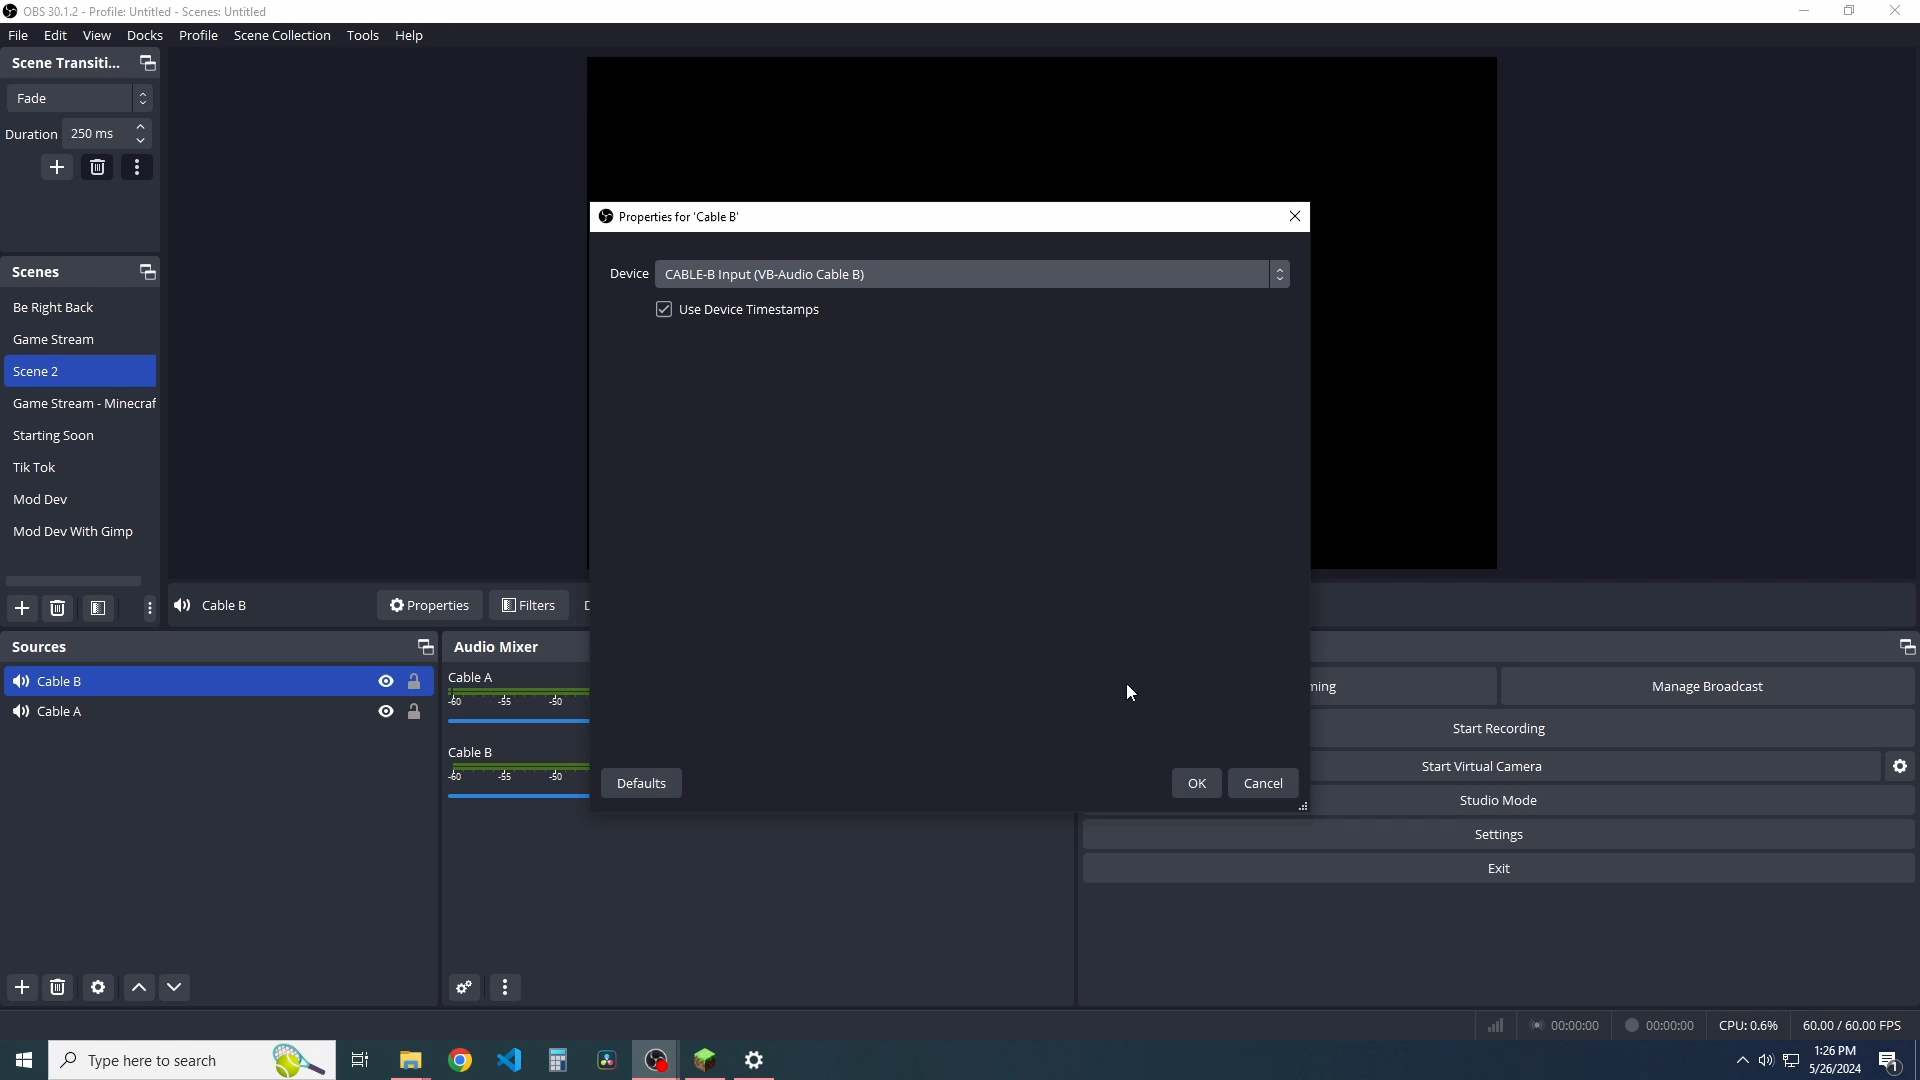 OBS 30.1.2 - Profile: Untitled - Scenes: Untitled
File Edit View Docks Profile Scene Collection Tools Help
Scene Transiti...
Fade
Duration 250 ms
Properties for 'Cable B'
Device CABLE-B Input (VB-Audio Cable B)
Use Device Timestamps
Defaults OK Cancel
Scenes
Be Right Back
Game Stream
Scene 2
Game Stream - Minecraf
Starting Soon
Tik Tok
Mod Dev
Mod Dev With Gimp
Cable B Properties Filters
Sources
Cable B
Cable A
Audio Mixer
Cable A
-60 -55 -50
Cable B
-60 -55 -50
ming Manage Broadcast
Start Recording
Start Virtual Camera
Studio Mode
Settings
Exit
00:00:00 00:00:00 CPU: 0.6% 60.00 / 60.00 FPS
Type here to search
1:26 PM
5/26/2024
1